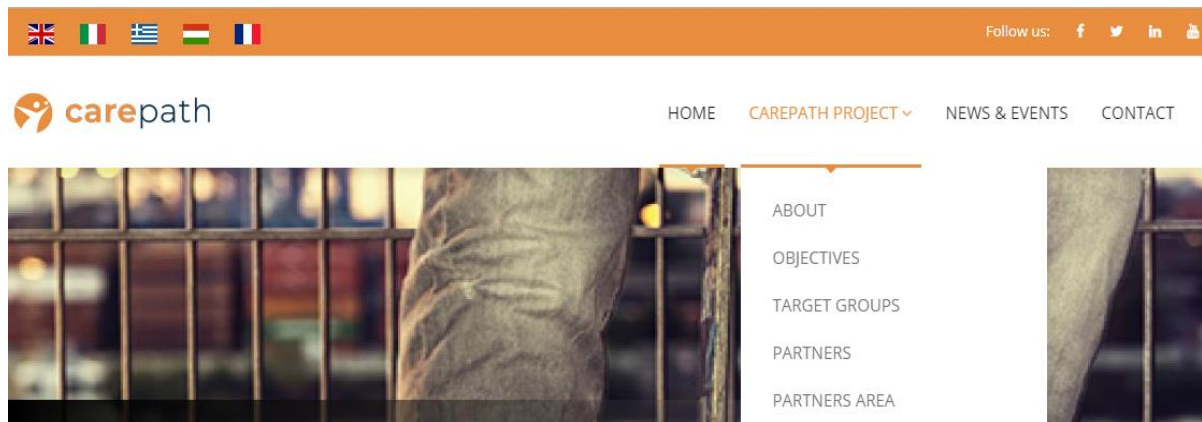 Follow us:
carepath
HOME CAREPATH PROJECT NEWS & EVENTS CONTACT
ABOUT
OBJECTIVES
TARGET GROUPS
PARTNERS
PARTNERS AREA